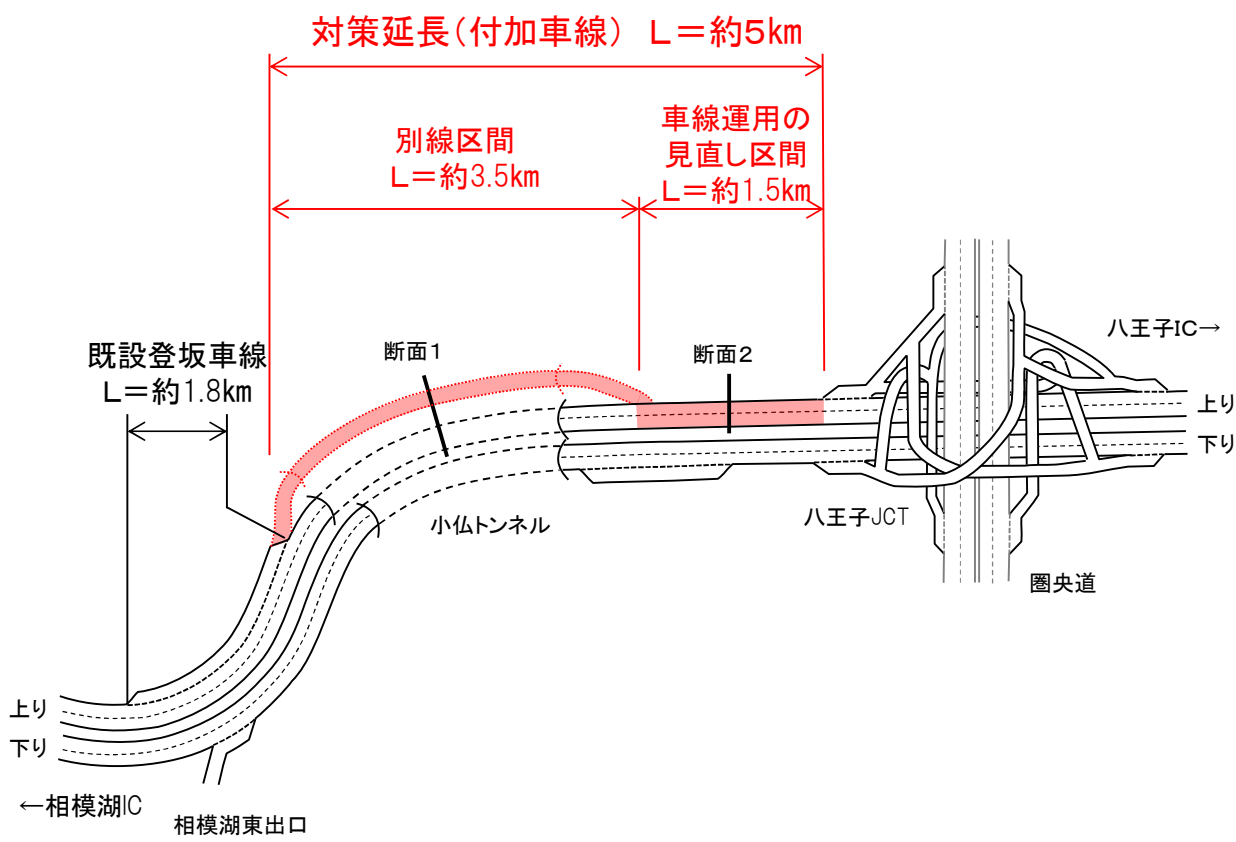 対策延長(付加車線) L=約5km
別線区間
L=約3.5km
車線運用の
見直し区間
L=約1.5km
既設登坂車線
L=約1.8km
断面1
断面2
八王子IC→
上り
下り
小仏トンネル
八王子JCT
圏央道
上り
下り
←相模湖IC
相模湖東出口